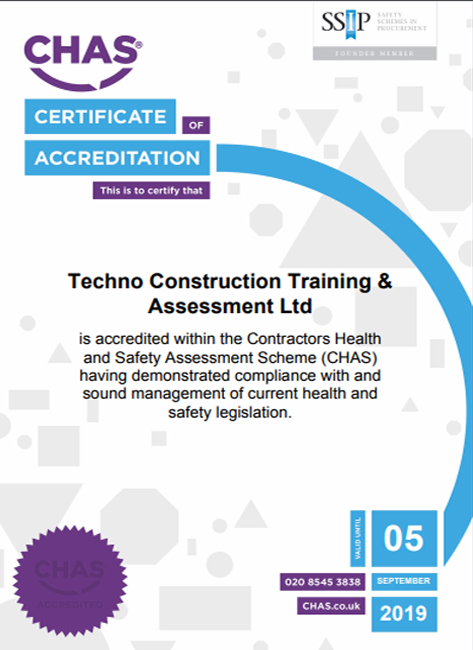 CHAS®
SSIP
SAFETY
SCHEMES IN
PROCUREMENT
FOUNDER MEMBER
CERTIFICATE
OF
ACCREDITATION
This is to certify that
Techno Construction Training &
Assessment Ltd
is accredited within the Contractors Health
and Safety Assessment Scheme (CHAS)
having demonstrated compliance with and
sound management of current health and
safety legislation.
VALID UNTIL
05
020 8545 3838
SEPTEMBER
CHAS.co.uk
2019
CHAS
ACCREDITED